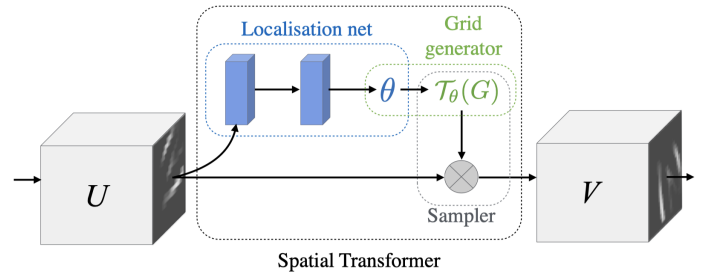 Localisation net
Grid
generator
θ
𝒯θ(G)
U
V
Sampler
Spatial Transformer